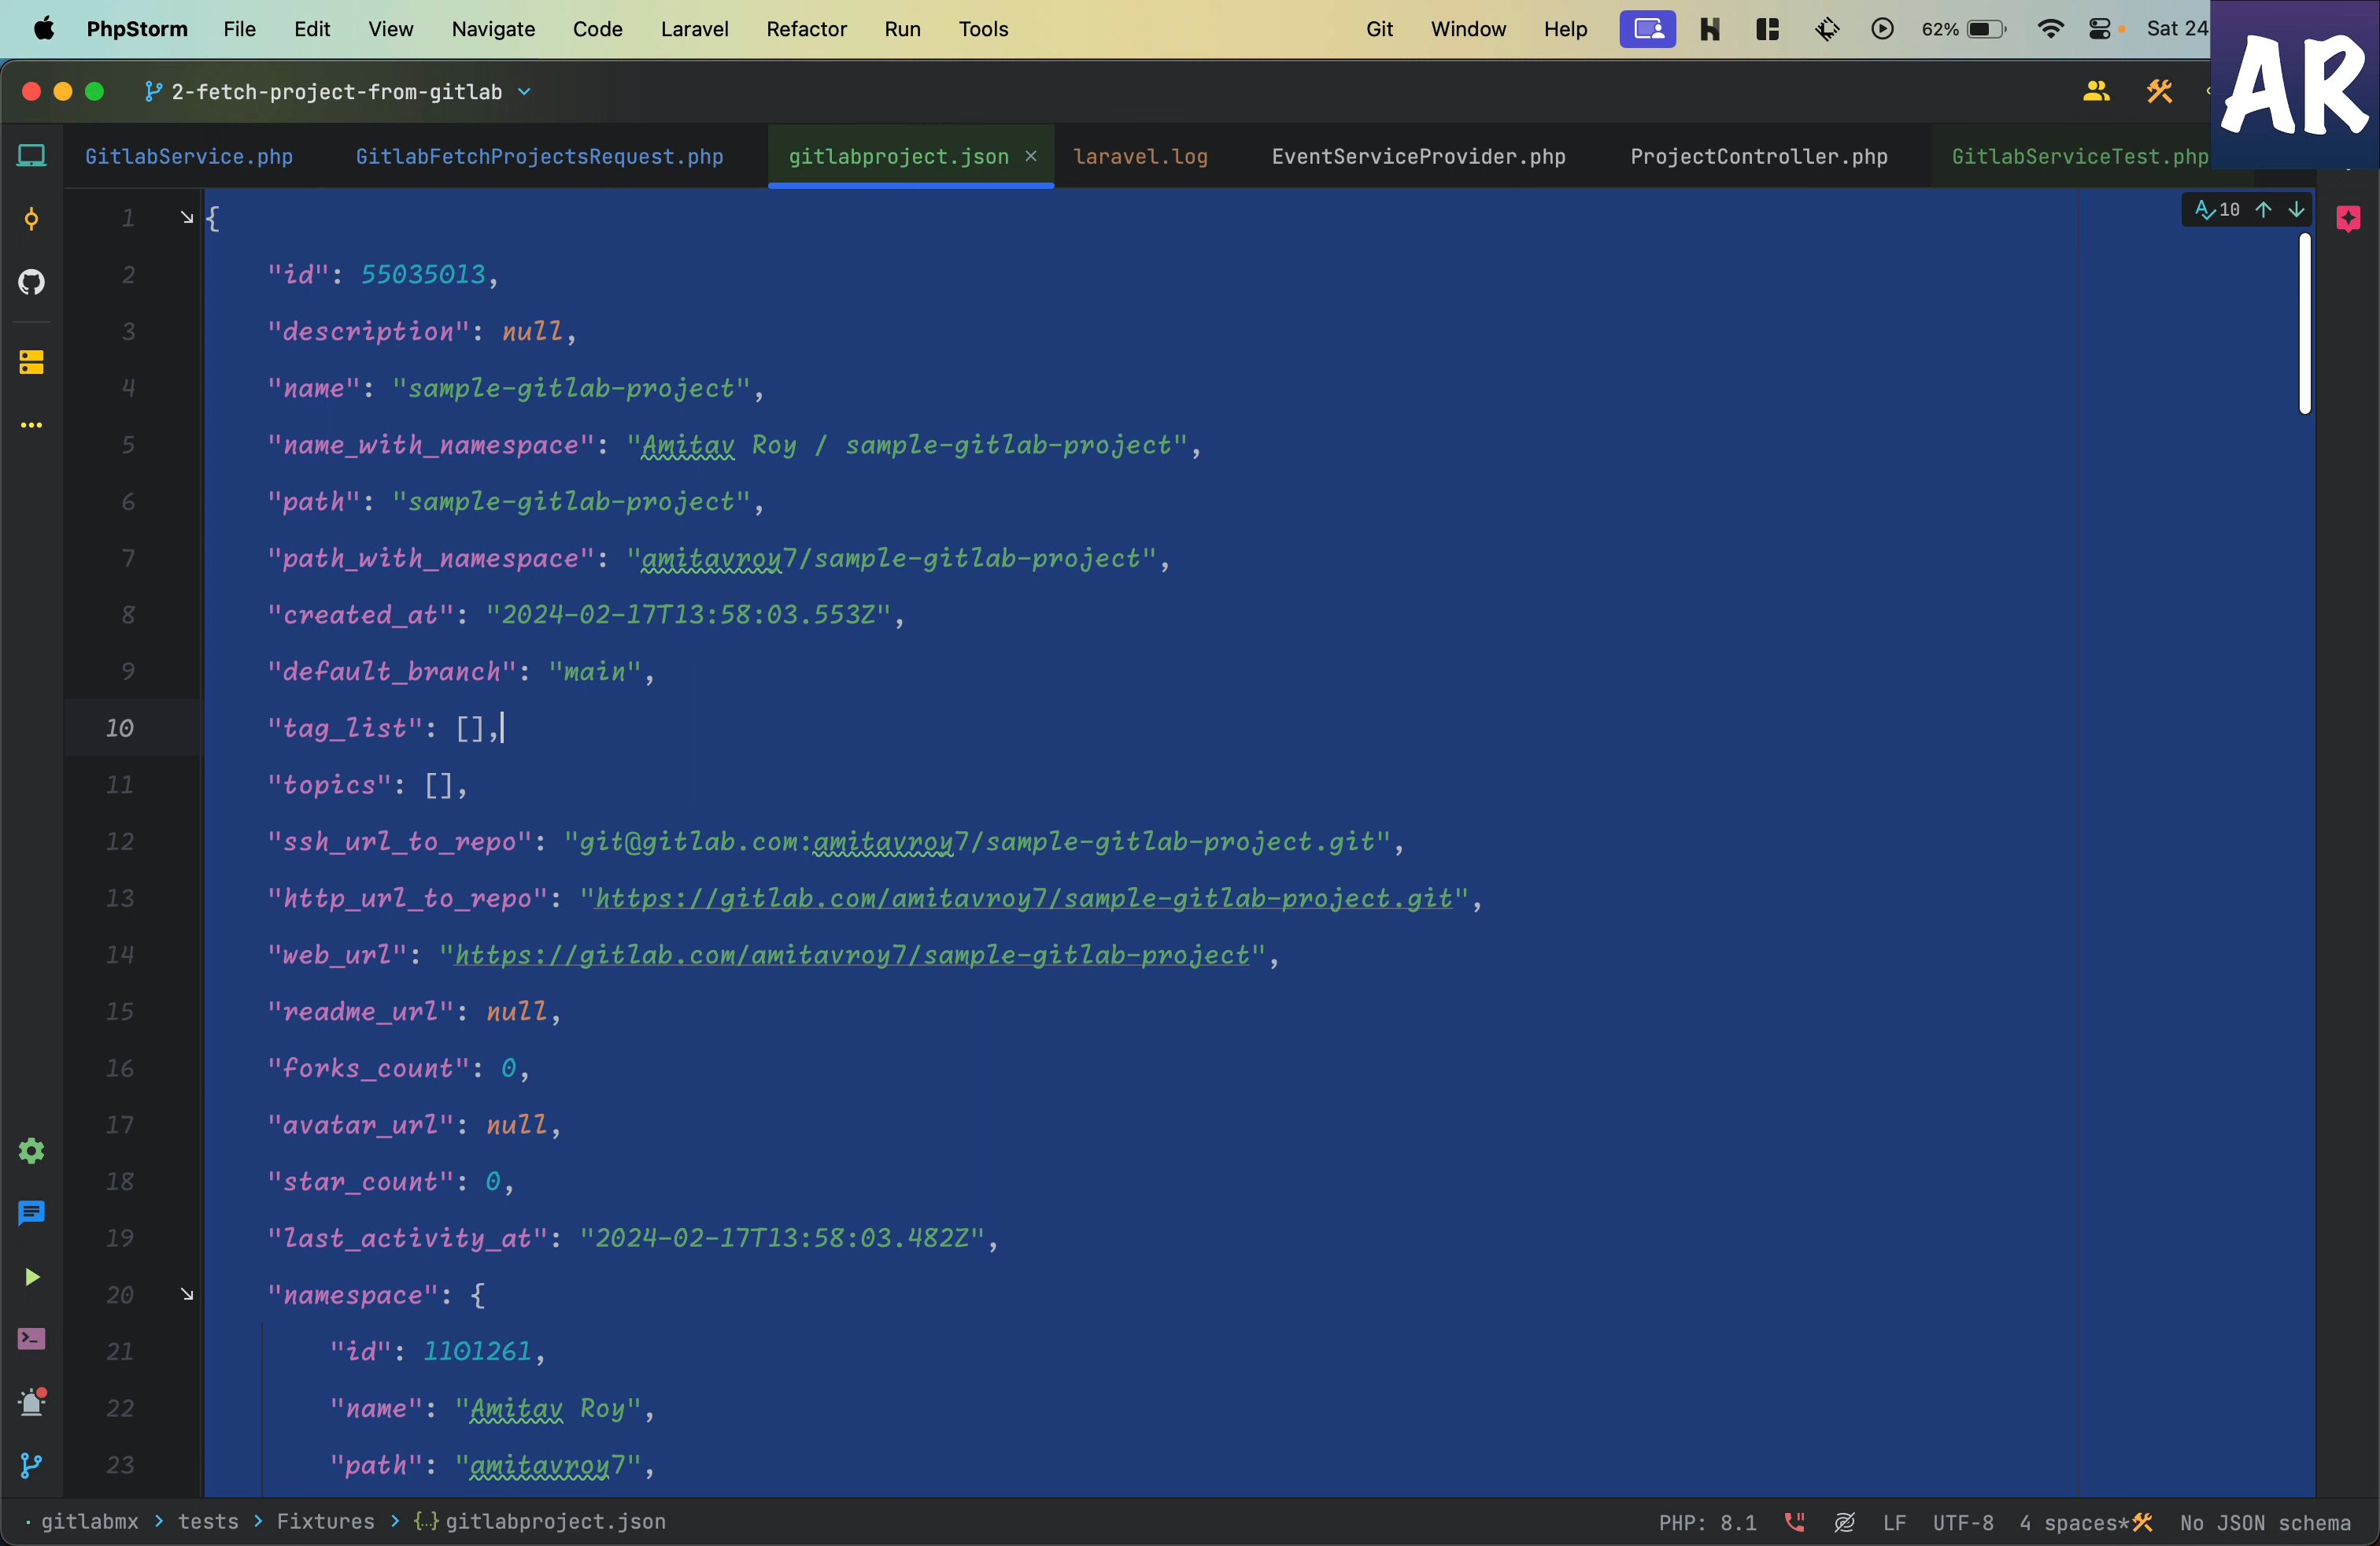 PhpStorm File Edit View Navigate Code Laravel Refactor Run Tools Git Window Help 62% Sat 24
AR
2-fetch-project-from-gitlab
GitlabService.php GitlabFetchProjectsRequest.php gitlabproject.json laravel.log EventServiceProvider.php ProjectController.php GitlabServiceTest.php
10
1 {
2 "id": 55035013,
3 "description": null,
4 "name": "sample-gitlab-project",
5 "name_with_namespace": "Amitav Roy / sample-gitlab-project",
6 "path": "sample-gitlab-project",
7 "path_with_namespace": "amitavroy7/sample-gitlab-project",
8 "created_at": "2024-02-17T13:58:03.553Z",
9 "default_branch": "main",
10 "tag_list": [],
11 "topics": [],
12 "ssh_url_to_repo": "git@gitlab.com:amitavroy7/sample-gitlab-project.git",
13 "http_url_to_repo": "https://gitlab.com/amitavroy7/sample-gitlab-project.git",
14 "web_url": "https://gitlab.com/amitavroy7/sample-gitlab-project",
15 "readme_url": null,
16 "forks_count": 0,
17 "avatar_url": null,
18 "star_count": 0,
19 "last_activity_at": "2024-02-17T13:58:03.482Z",
20 "namespace": {
21 "id": 1101261,
22 "name": "Amitav Roy",
23 "path": "amitavroy7",
gitlabmx > tests > Fixtures > {..} gitlabproject.json PHP: 8.1 LF UTF-8 4 spaces* No JSON schema